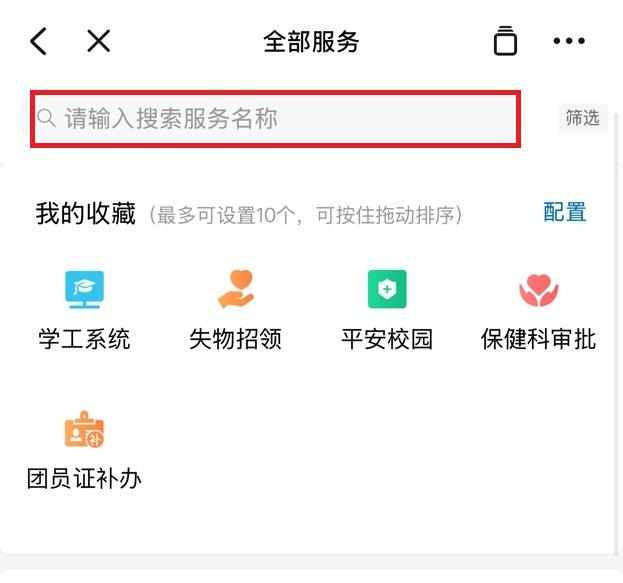 全部服务
请输入搜索服务名称
筛选
我的收藏（最多可设置10个，可按住拖动排序） 配置
学工系统 失物招领 平安校园 保健科审批
补
团员证补办